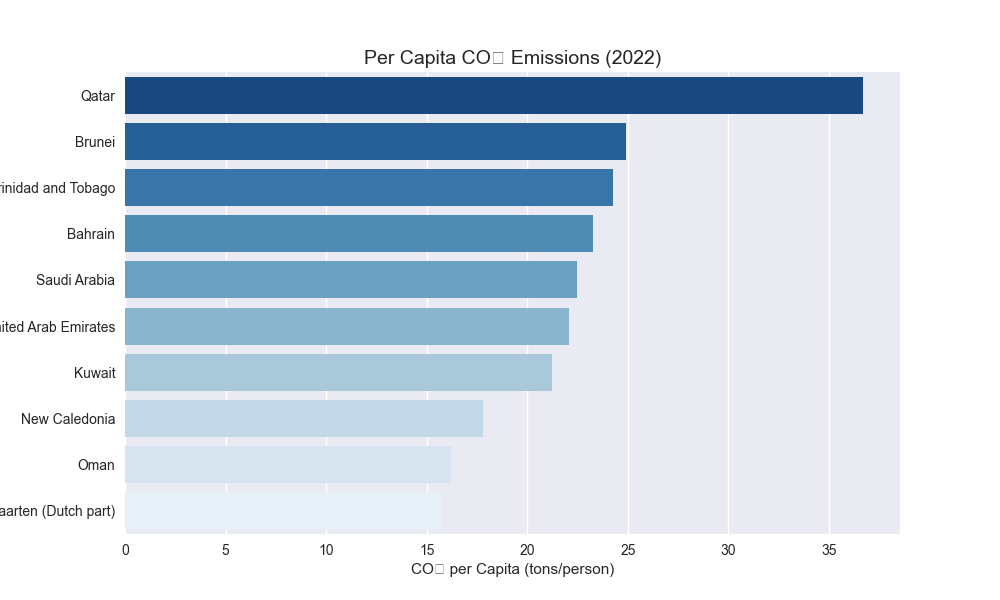 Per Capita CO▯ Emissions (2022)
Qatar
Brunei
rinidad and Tobago
Bahrain
Saudi Arabia
ited Arab Emirates
Kuwait
New Caledonia
Oman
aarten (Dutch part)
0 5 10 15 20 25 30 35
CO▯ per Capita (tons/person)